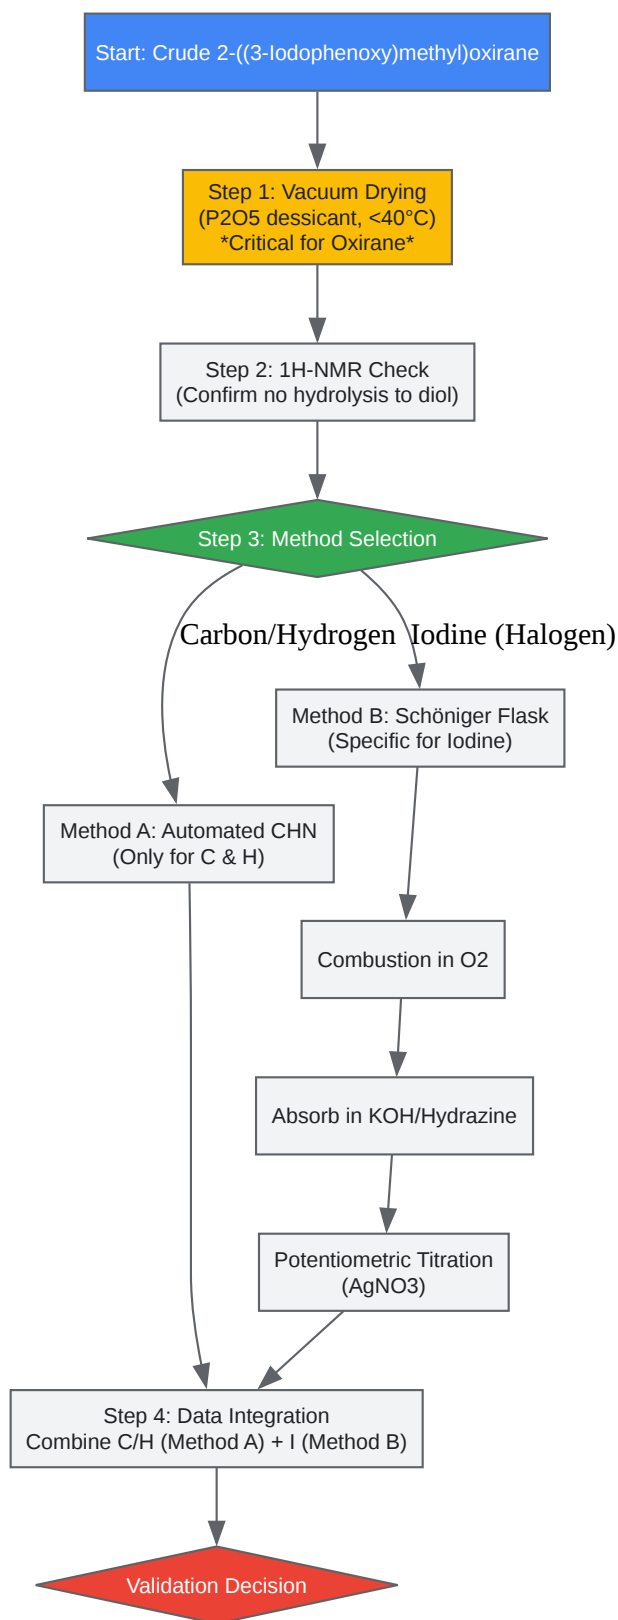 Start: Crude 2-((3-Iodophenoxy)methyl)oxirane
Step 1: Vacuum Drying
(P2O5 dessicant, <40°C)
*Critical for Oxirane*
Step 2: 1H-NMR Check
(Confirm no hydrolysis to diol)
Step 3: Method Selection
Carbon/Hydrogen
Iodine (Halogen)
Method B: Schöniger Flask
(Specific for Iodine)
Method A: Automated CHN
(Only for C & H)
Combustion in O2
Absorb in KOH/Hydrazine
Potentiometric Titration
(AgNO3)
Step 4: Data Integration
Combine C/H (Method A) + I (Method B)
Validation Decision